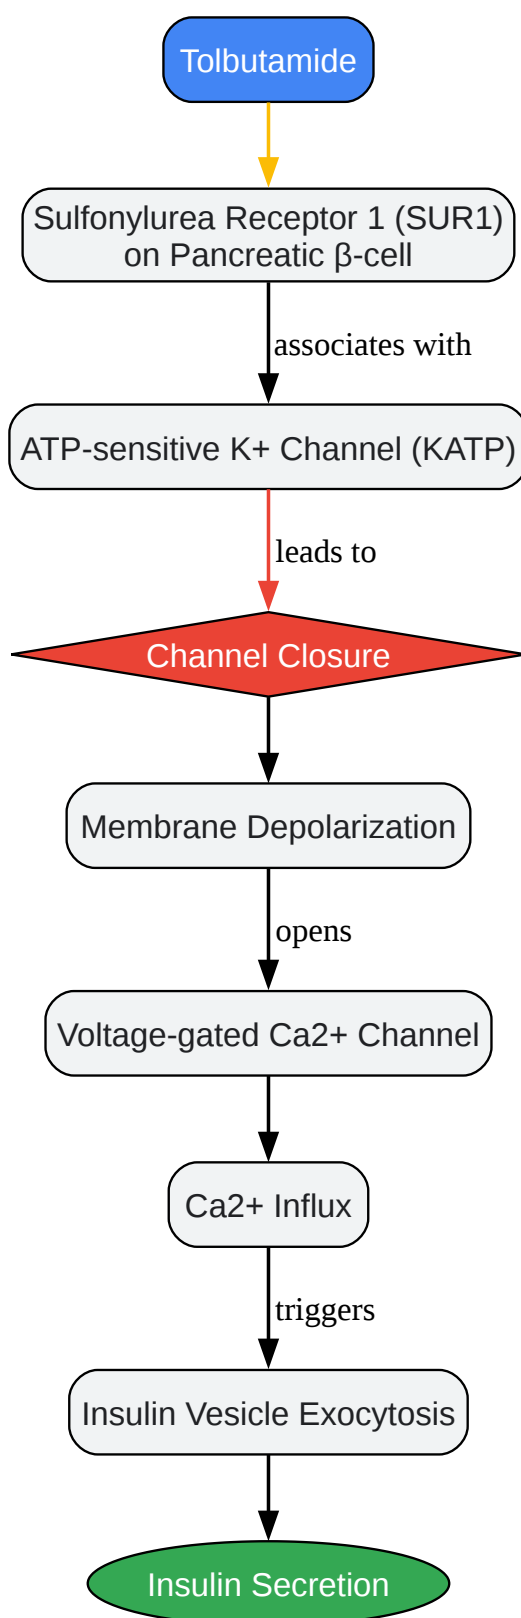 Tolbutamide
Sulfonylurea Receptor 1 (SUR1)
on Pancreatic β-cell
associates with
ATP-sensitive K+ Channel (KATP)
leads to
Channel Closure
Membrane Depolarization
opens
Voltage-gated Ca2+ Channel
Ca2+ Influx
triggers
Insulin Vesicle Exocytosis
Insulin Secretion